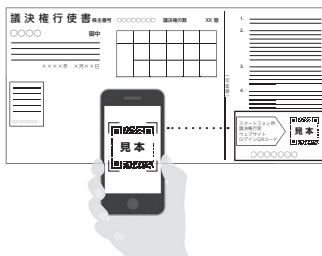 議決権行使書 株主番号 ○○○○○○○○ 議決権の数 XX 個
○○○○ 御中
××××年 ×月××日
1.
2.
3.
4.
見本
スマートフォン用
議決権行使
ウェブサイト
ログインQRコード
見本
○○○○○○○